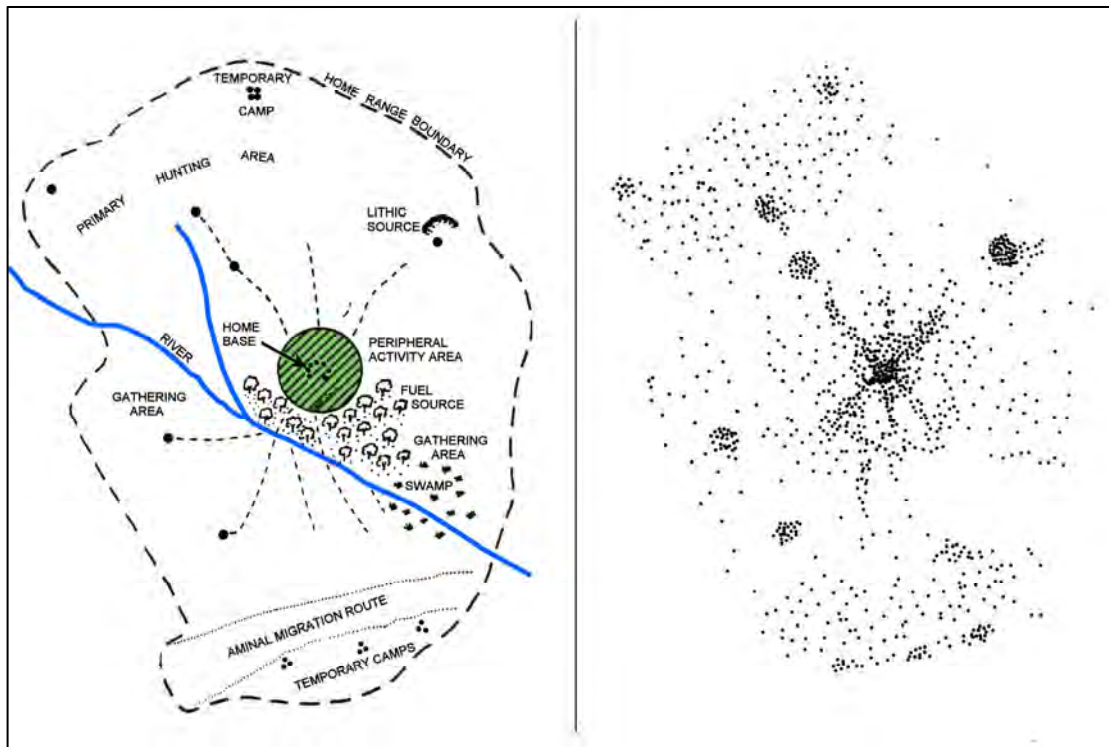 TEMPORARY
CAMP
HOME RANGE BOUNDARY
PRIMARY HUNTING AREA
LITHIC
SOURCE
HOME
BASE
RIVER
PERIPHERAL
ACTIVITY AREA
FUEL
SOURCE
GATHERING
AREA
GATHERING
AREA
SWAMP
AMINAL MIGRATION ROUTE
TEMPORARY CAMPS